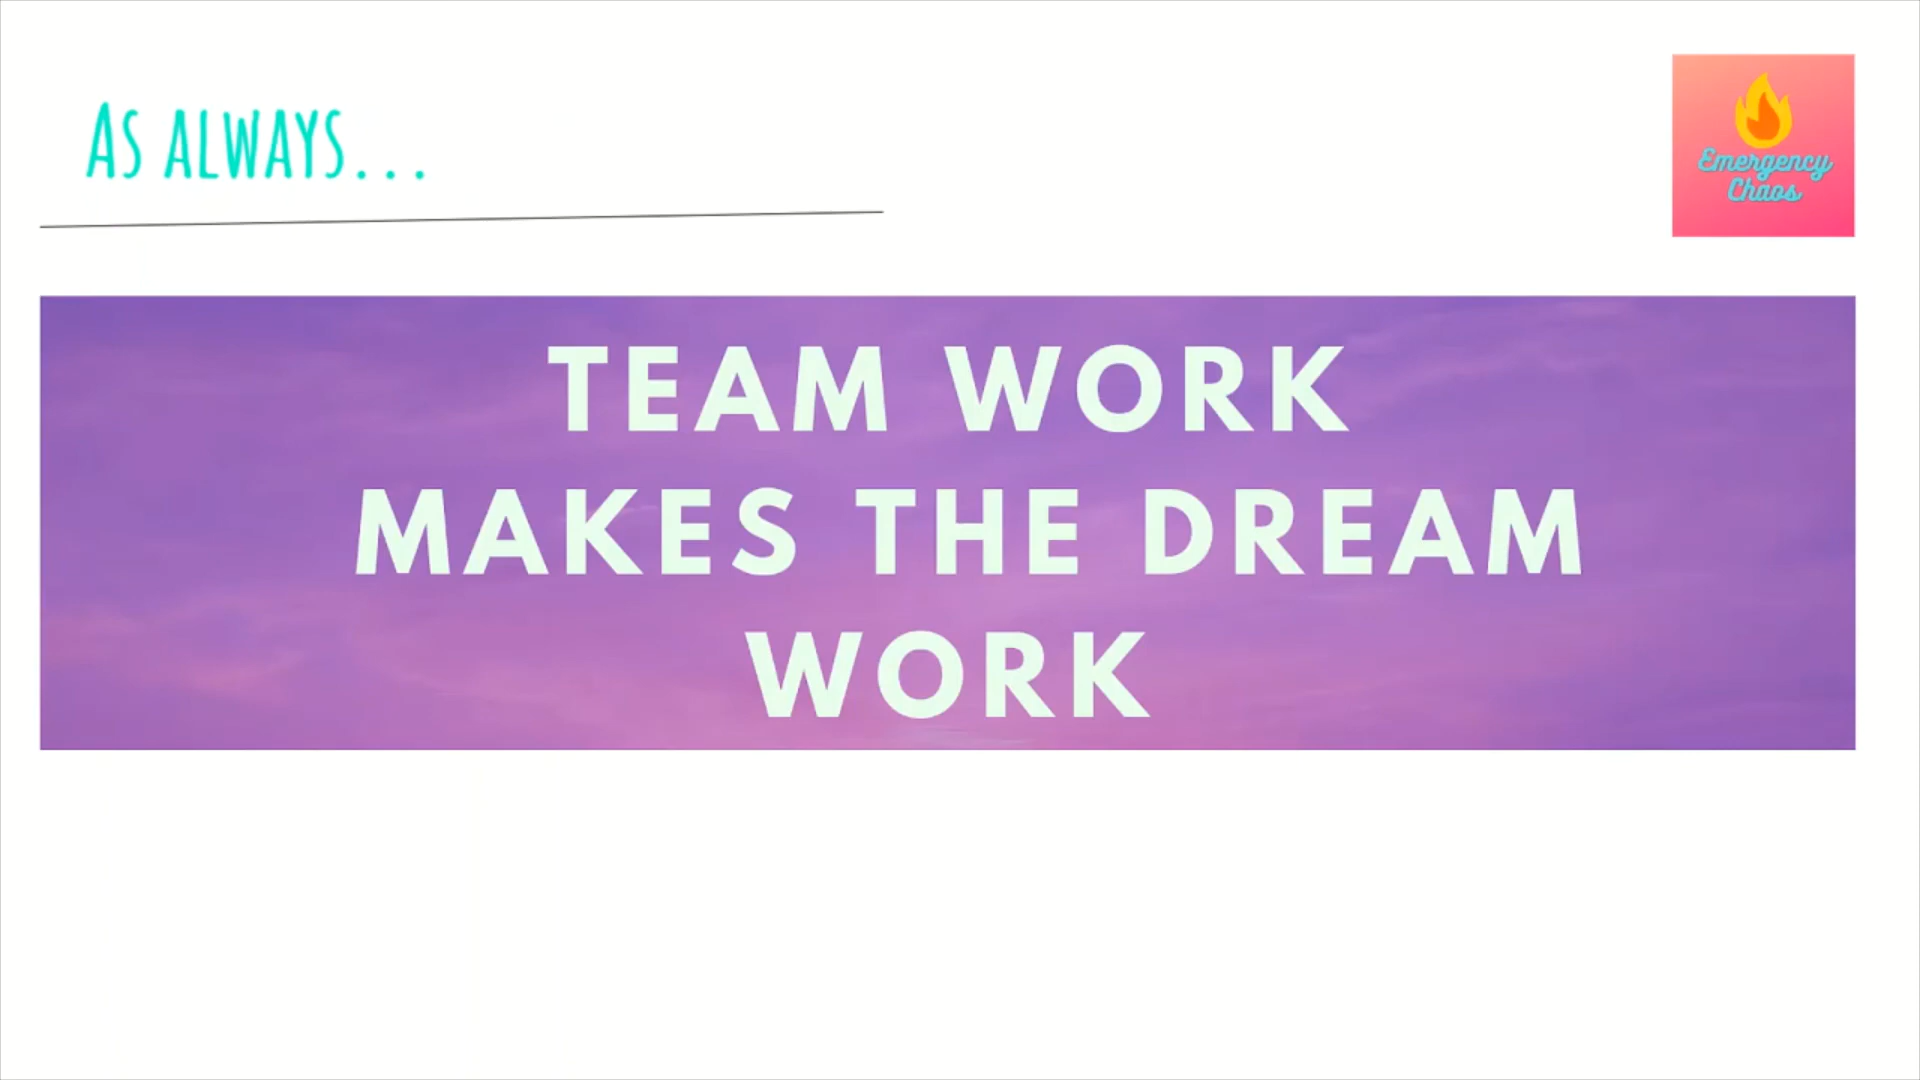 As always...
Emergency
Chaos
TEAM WORK
MAKES THE DREAM
WORK